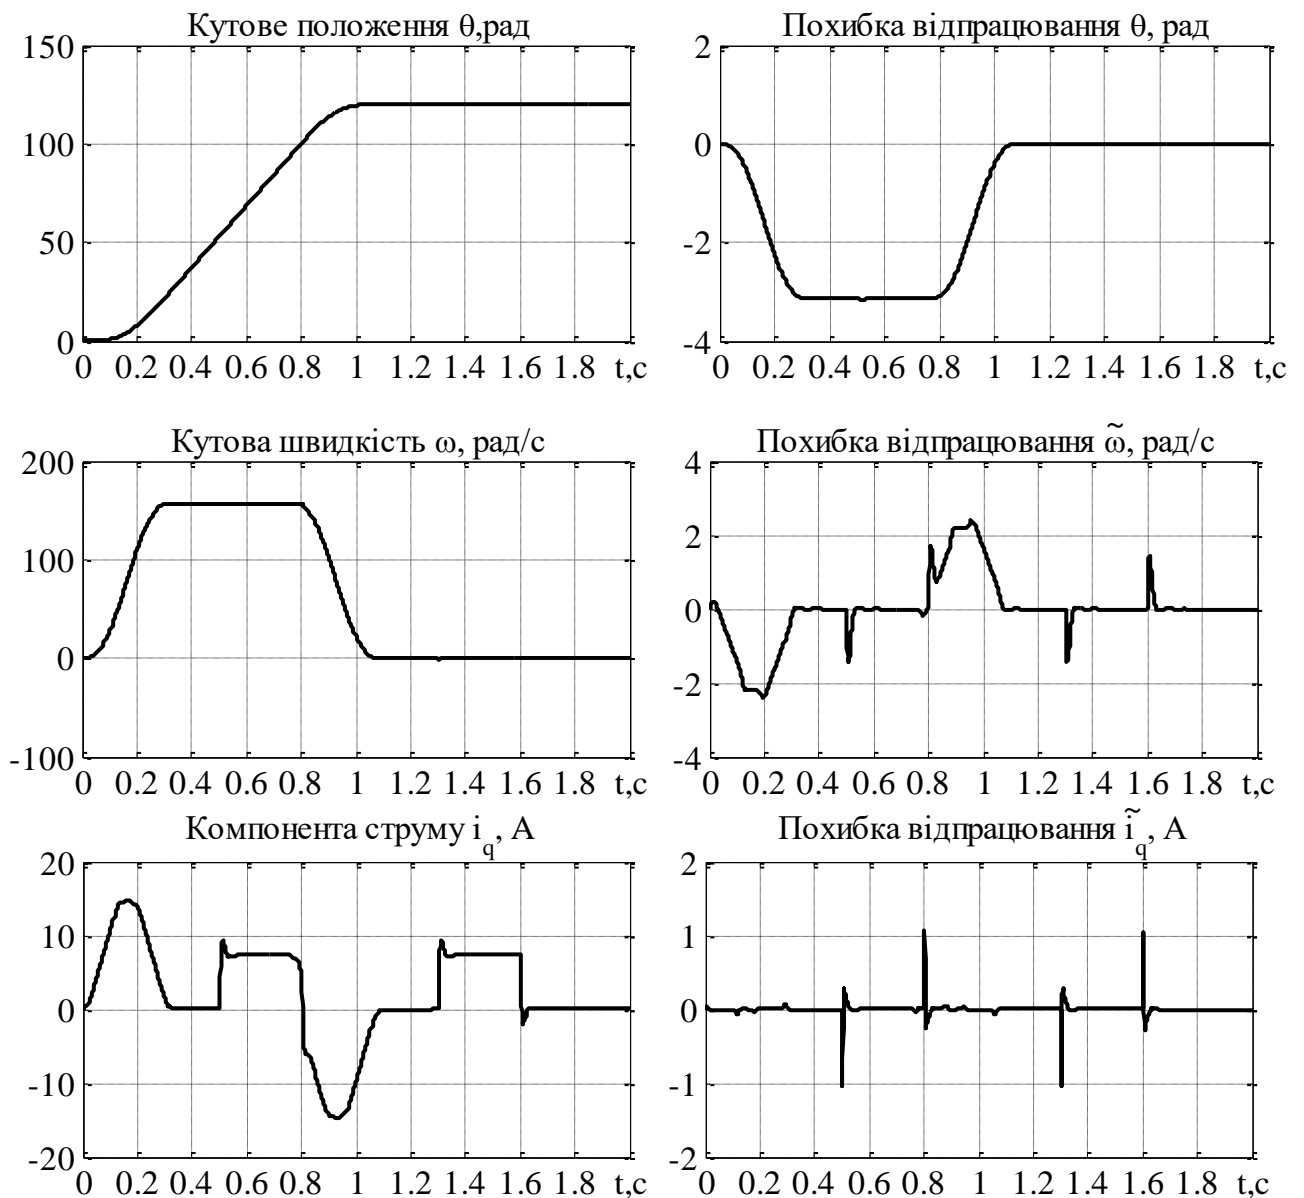 Кутове положення θ,рад
150
100
50
0
0 0.2 0.4 0.6 0.8 1 1.2 1.4 1.6 1.8 t,с
Похибка відпрацювання θ, рад
2
0
-2
-4
0 0.2 0.4 0.6 0.8 1 1.2 1.4 1.6 1.8 t,с
Кутова швидкість ω, рад/с
200
100
0
-100
0 0.2 0.4 0.6 0.8 1 1.2 1.4 1.6 1.8 t,с
Похибка відпрацювання ω̃, рад/с
4
2
0
-2
-4
0 0.2 0.4 0.6 0.8 1 1.2 1.4 1.6 1.8 t,с
Компонента струму i_q, А
20
10
0
-10
-20
0 0.2 0.4 0.6 0.8 1 1.2 1.4 1.6 1.8 t,с
Похибка відпрацювання ĩ_q, А
2
1
0
-1
-2
0 0.2 0.4 0.6 0.8 1 1.2 1.4 1.6 1.8 t,с